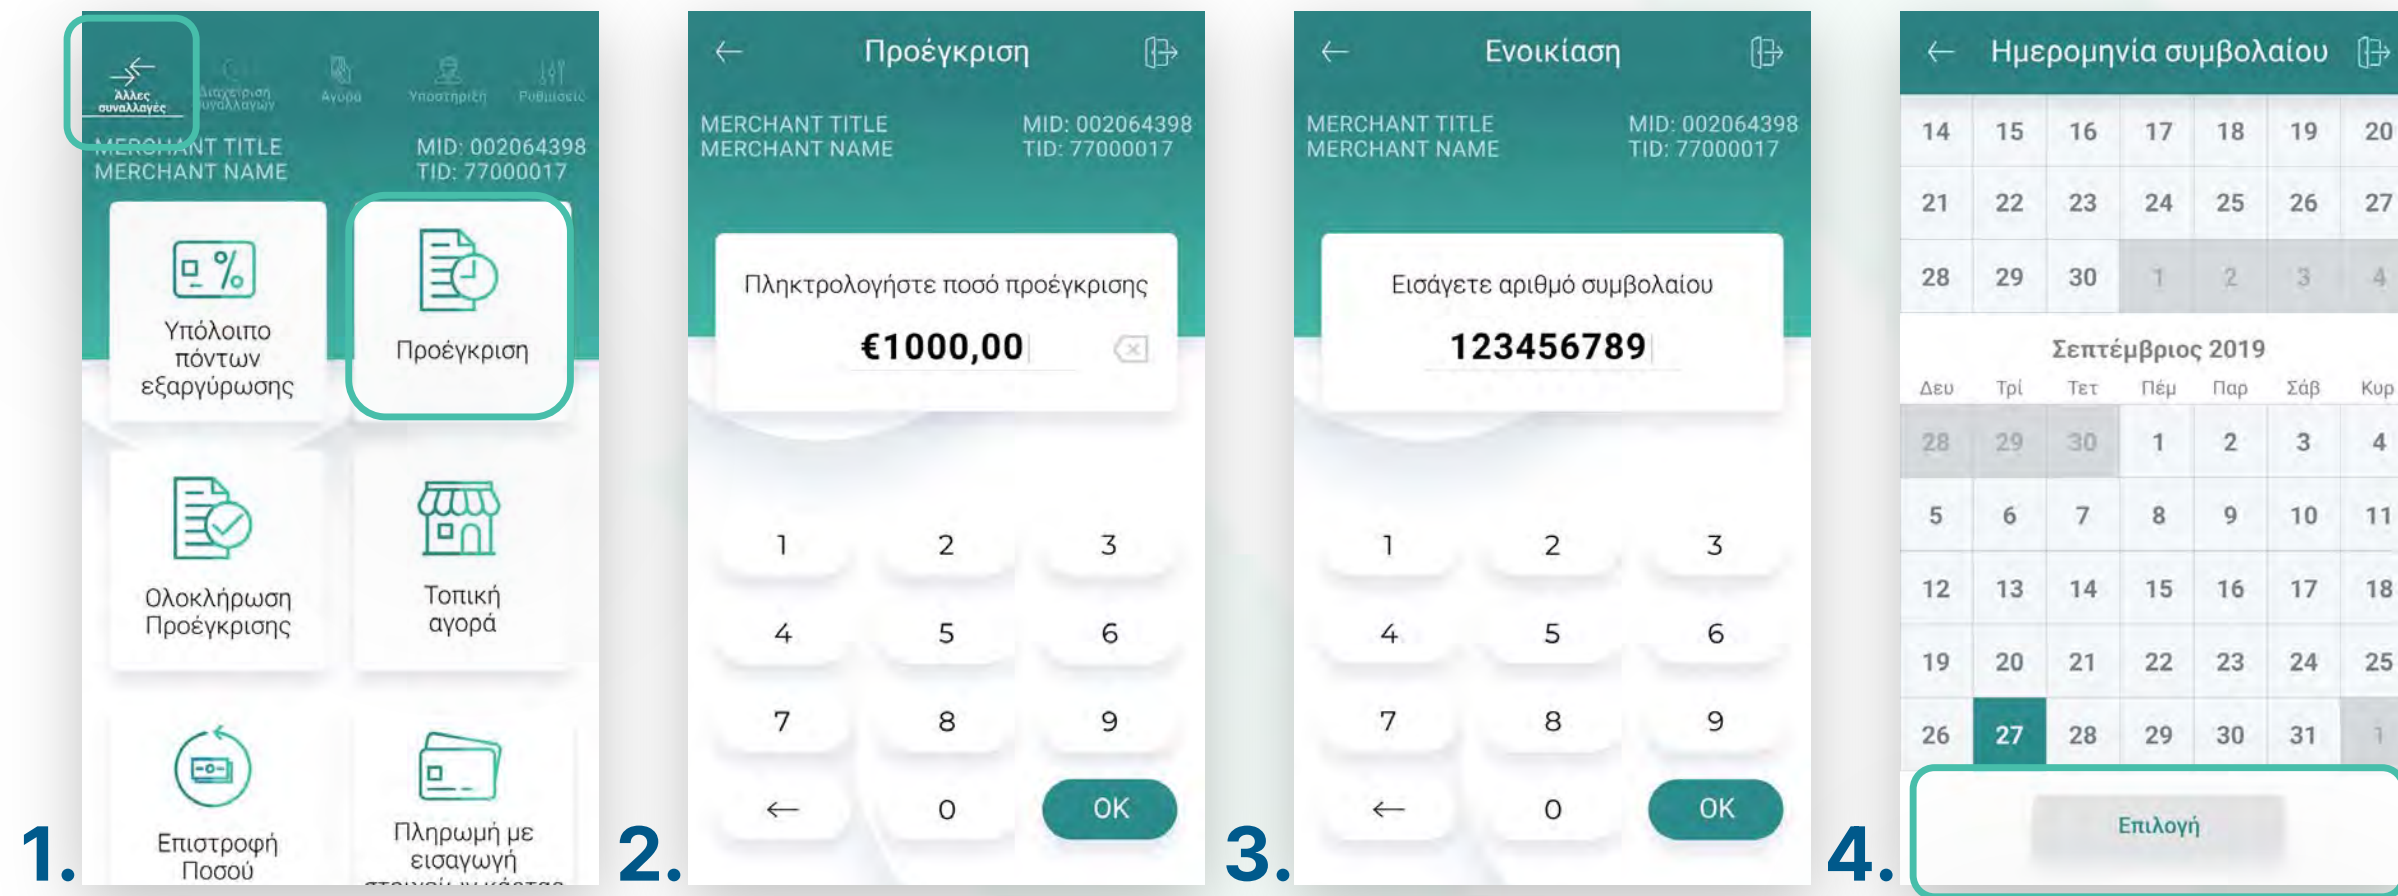 Άλλες
συναλλαγές
Διαχείριση
συναλλαγών
Αγορά
Υποστήριξη
Ρυθμίσεις
MERCHANT TITLE
MERCHANT NAME
MID: 002064398
TID: 77000017
Υπόλοιπο
πόντων
εξαργύρωσης
Προέγκριση
Ολοκλήρωση
Προέγκρισης
Τοπική
αγορά
Επιστροφή
Ποσού
Πληρωμή με
εισαγωγή
στοιχείων κάρτας
1.
Προέγκριση
MERCHANT TITLE
MERCHANT NAME
MID: 002064398
TID: 77000017
Πληκτρολογήστε ποσό προέγκρισης
€1000,00
1 2 3
4 5 6
7 8 9
0 OK
2.
Ενοικίαση
MERCHANT TITLE
MERCHANT NAME
MID: 002064398
TID: 77000017
Εισάγετε αριθμό συμβολαίου
123456789
1 2 3
4 5 6
7 8 9
0 OK
3.
Ημερομηνία συμβολαίου
14 15 16 17 18 19 20
21 22 23 24 25 26 27
28 29 30 1 2 3 4
Σεπτέμβριος 2019
Δευ Τρί Τετ Πέμ Παρ Σάβ Κυρ
28 29 30 1 2 3 4
5 6 7 8 9 10 11
12 13 14 15 16 17 18
19 20 21 22 23 24 25
26 27 28 29 30 31 1
Επιλογή
4.